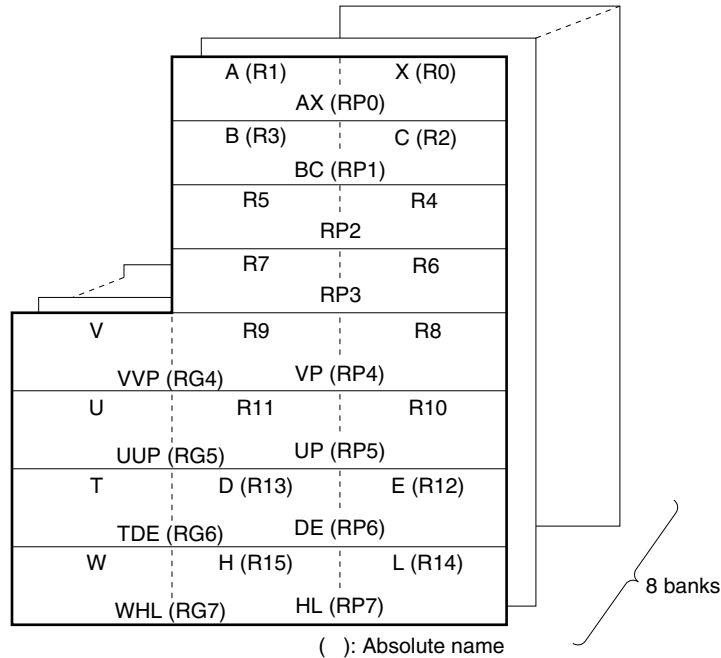 A (R1) X (R0)
AX (RP0)
B (R3) C (R2)
BC (RP1)
R5 R4
RP2
R7 R6
RP3
V R9 R8
VVP (RG4) VP (RP4)
U R11 R10
UUP (RG5) UP (RP5)
T D (R13) E (R12)
TDE (RG6) DE (RP6)
W H (R15) L (R14)
WHL (RG7) HL (RP7)
8 banks
( ): Absolute name